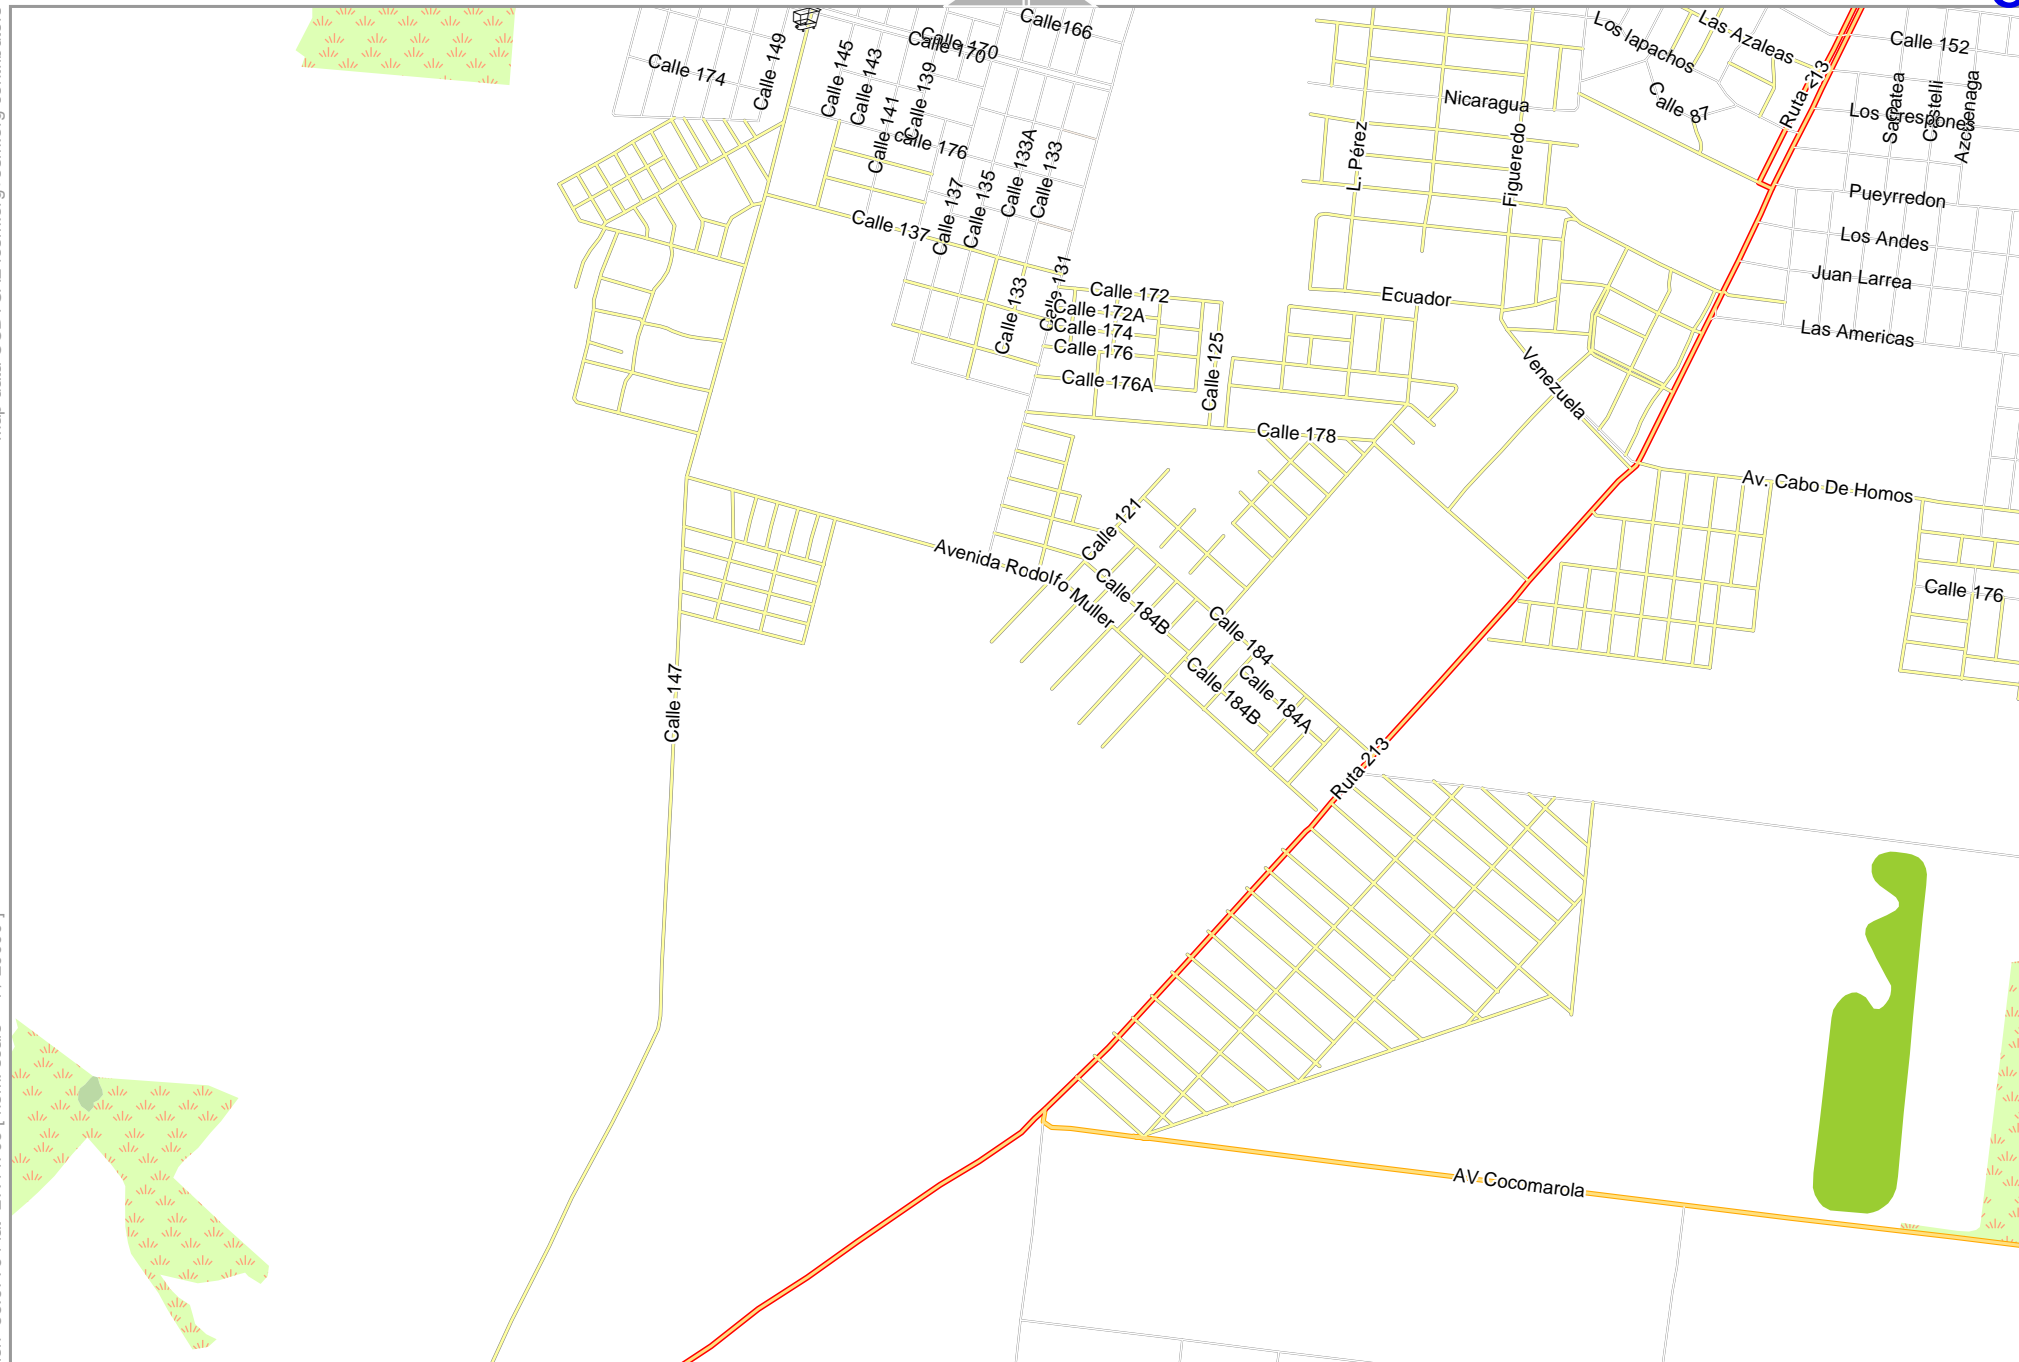 Calle166
Calle 170
Calle 170
Calle 174
Calle 149
Calle 145
Calle 143
Calle 139
Calle 141
calle 176
Calle 133A
Calle 133
Calle 135
Calle 137
Calle 137
Los lapachos
Las Azaleas
Calle 152
Ruta 213
Calle 87
Nicaragua
Los Crespones
Sarratea
Castelli
Azcuenaga
L. Pérez
Figueredo
Pueyrredon
Los Andes
Juan Larrea
Las Americas
Ecuador
Calle 131
Calle 133
Calle 172
Calle 172A
Calle 174
Calle 176
Calle 176A
Calle 125
Calle 178
Venezuela
Av. Cabo De Homos
Calle 121
Avenida Rodolfo Muller
Calle 184B
Calle 184
Calle 176
Calle 184B
Calle 184A
Calle 147
Ruta 213
AV Cocomarola